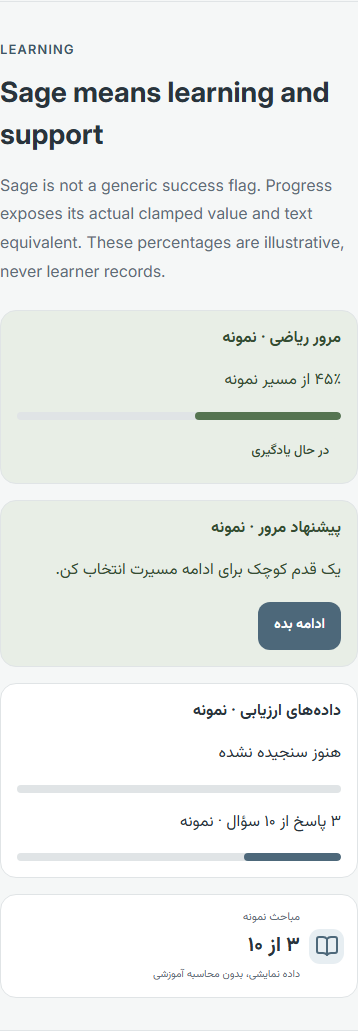 LEARNING
Sage means learning and
support
Sage is not a generic success flag. Progress
exposes its actual clamped value and text
equivalent. These percentages are illustrative,
never learner records.
مرور ریاضی · نمونه
۴۵٪ از مسیر نمونه
در حال یادگیری
پیشنهاد مرور · نمونه
یک قدم کوچک برای ادامه مسیرت انتخاب کن.
ادامه بده
داده‌های ارزیابی · نمونه
هنوز سنجیده نشده
۳ پاسخ از ۱۰ سؤال · نمونه
مباحث نمونه
۳ از ۱۰
داده نمایشی، بدون محاسبه آموزشی